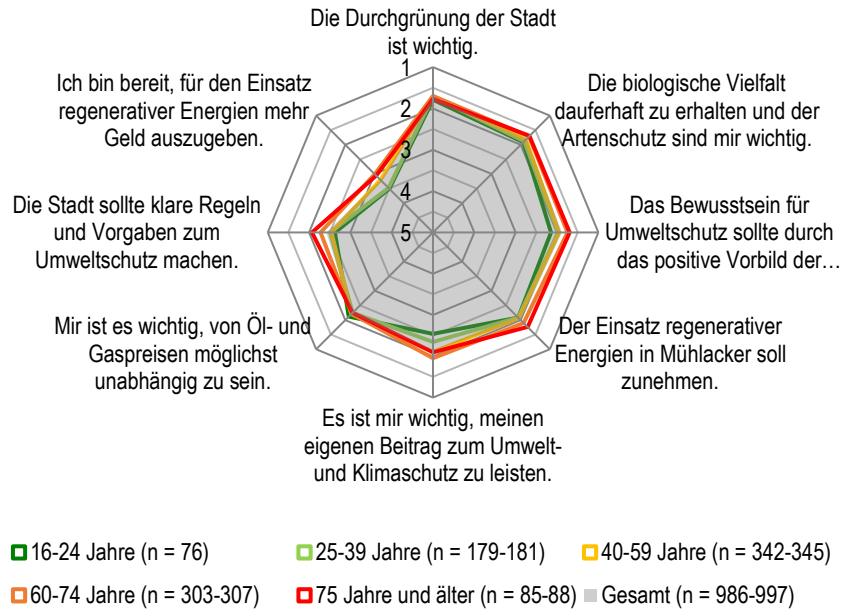 Die Durchgrünung der Stadt
ist wichtig.
Ich bin bereit, für den Einsatz
regenerativer Energien mehr
Geld auszugeben.
Die biologische Vielfalt
dauferhaft zu erhalten und der
Artenschutz sind mir wichtig.
1
2
3
4
5
Die Stadt sollte klare Regeln
und Vorgaben zum
Umweltschutz machen.
Das Bewusstsein für
Umweltschutz sollte durch
das positive Vorbild der…
Mir ist es wichtig, von Öl- und
Gaspreisen möglichst
unabhängig zu sein.
Der Einsatz regenerativer
Energien in Mühlacker soll
zunehmen.
Es ist mir wichtig, meinen
eigenen Beitrag zum Umwelt-
und Klimaschutz zu leisten.
16-24 Jahre (n = 76)
25-39 Jahre (n = 179-181)
40-59 Jahre (n = 342-345)
60-74 Jahre (n = 303-307)
75 Jahre und älter (n = 85-88)
Gesamt (n = 986-997)